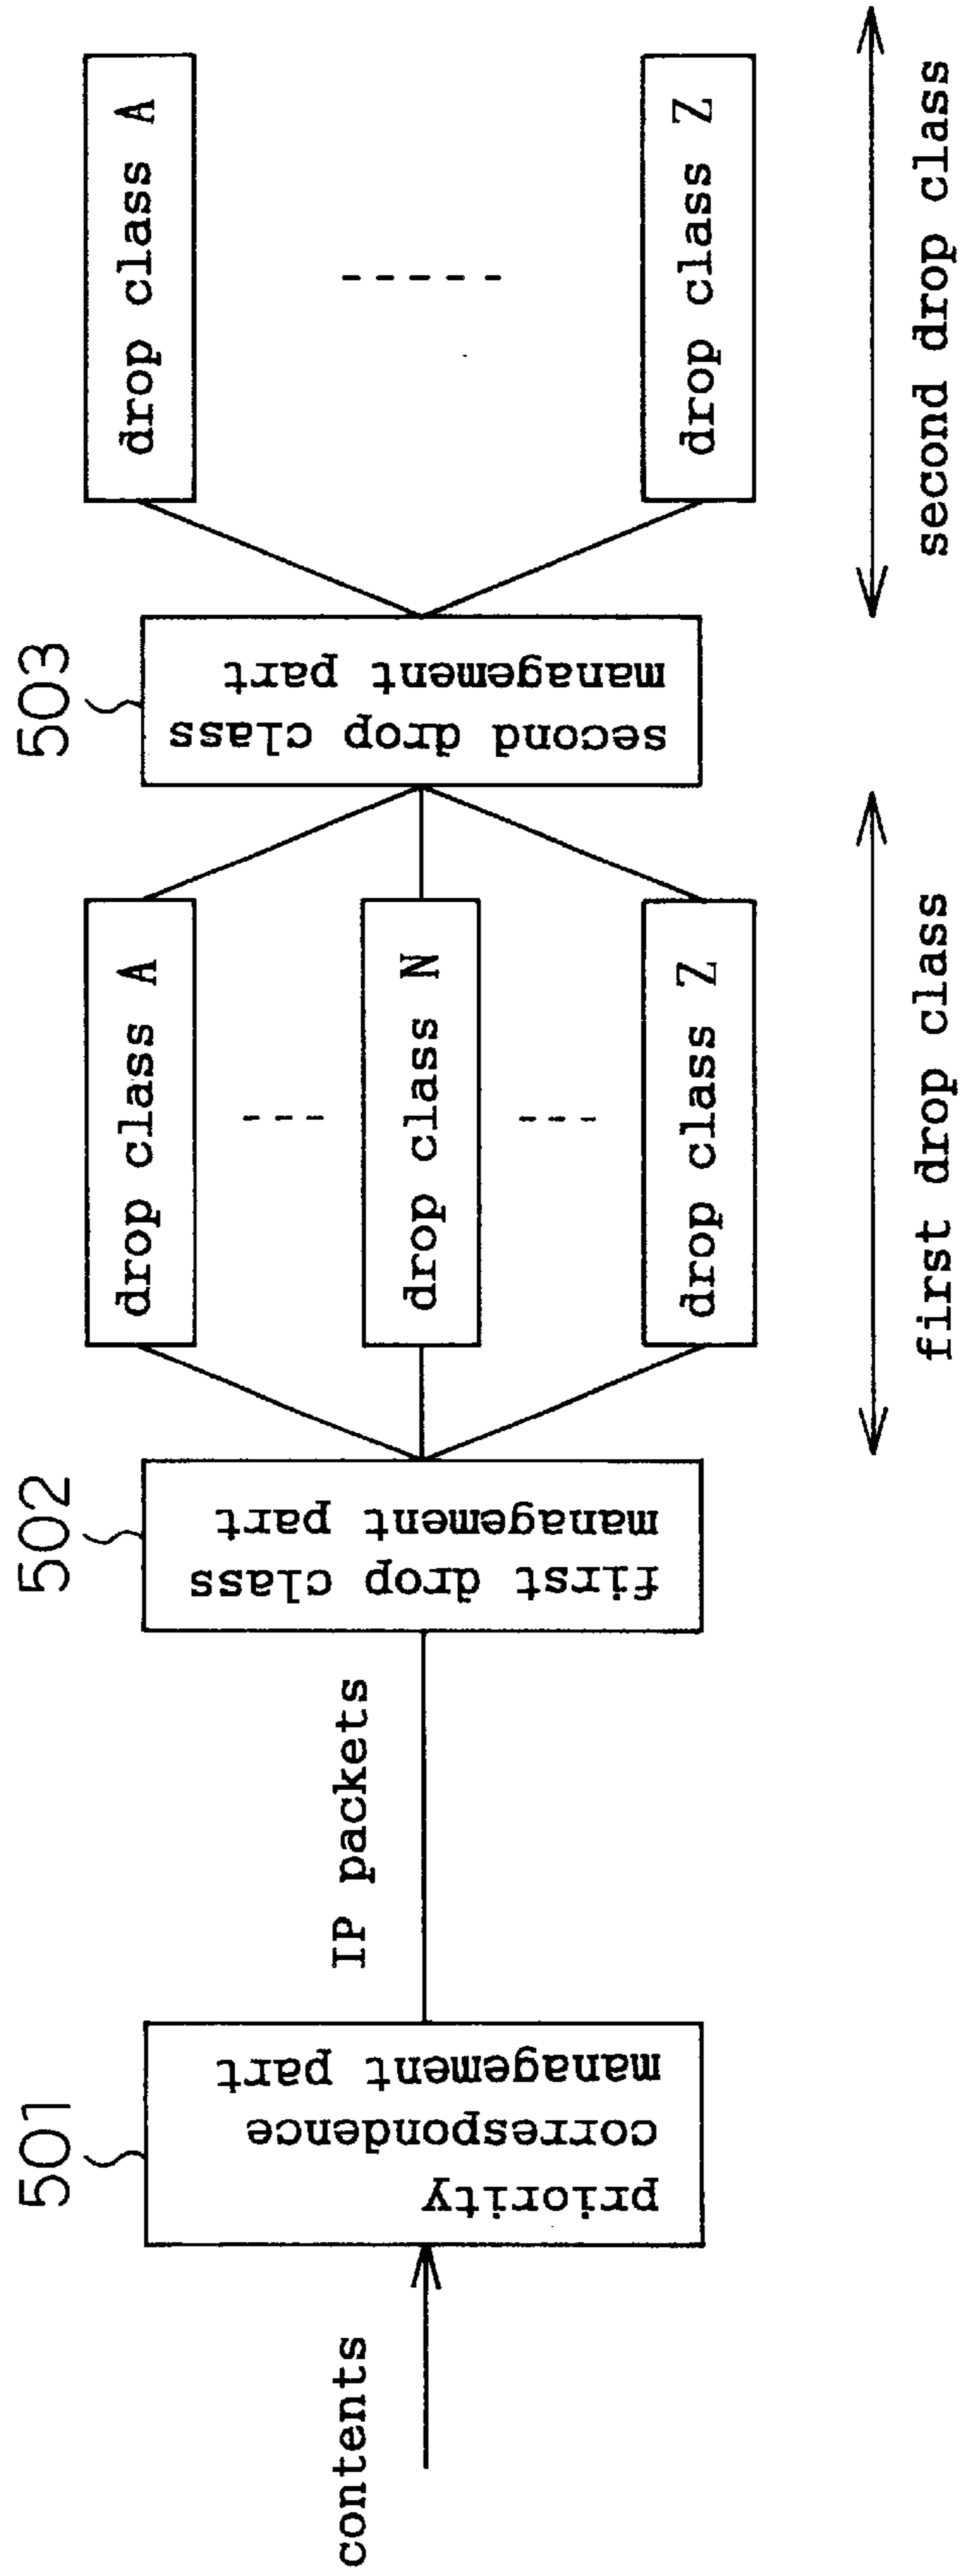 contents
501
priority
correspondence
management part
IP packets
502
first drop class
management part
drop class A
drop class N
drop class Z
first drop class
503
second drop class
management part
drop class A
drop class Z
second drop class